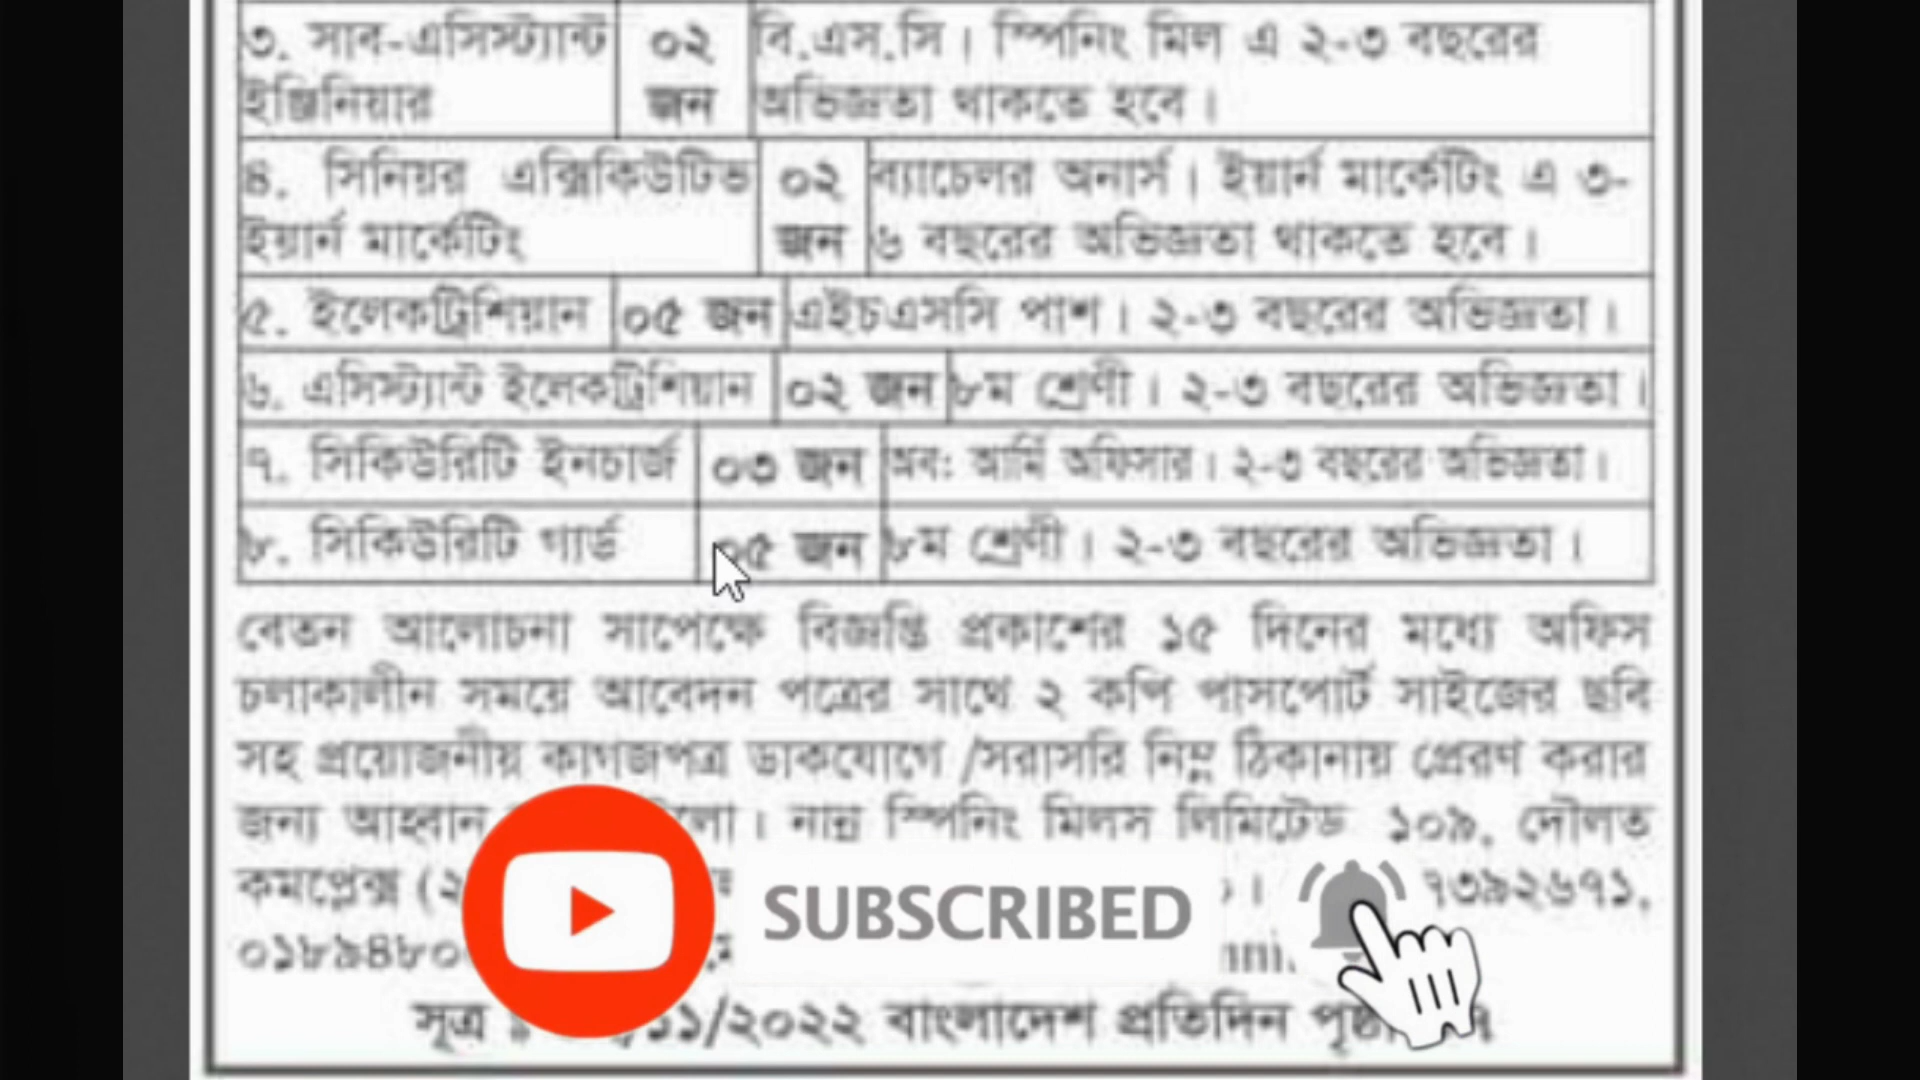 ৩. সাব-এসিস্ট্যান্ট ০২ বি.এস.সি। স্পিনিং মিল এ ২-৩ বছরের
ইঞ্জিনিয়ার জন অভিজ্ঞতা থাকতে হবে।
৪. সিনিয়র এক্সিকিউটিভ ০২ ব্যাচেলর অনার্স। ইয়ার্ন মার্কেটিং এ ৩-
ইয়ার্ন মার্কেটিং জন ৬ বছরের অভিজ্ঞতা থাকতে হবে।
৫. ইলেকট্রিশিয়ান ০৫ জন এইচএসসি পাশ। ২-৩ বছরের অভিজ্ঞতা।
৬. এসিস্ট্যান্ট ইলেকট্রিশিয়ান ০২ জন ৮ম শ্রেণী। ২-৩ বছরের অভিজ্ঞতা।
৭. সিকিউরিটি ইনচার্জ ০৩ জন অবঃ আর্মি অফিসার। ২-৩ বছরের অভিজ্ঞতা।
৮. সিকিউরিটি গার্ড ০৫ জন ৮ম শ্রেণী। ২-৩ বছরের অভিজ্ঞতা।
বেতন আলোচনা সাপেক্ষে বিজ্ঞপ্তি প্রকাশের ১৫ দিনের মধ্যে অফিস
চলাকালীন সময়ে আবেদন পত্রের সাথে ২ কপি পাসপোর্ট সাইজের ছবি
সহ প্রয়োজনীয় কাগজপত্র ডাকযোগে /সরাসরি নিম্ন ঠিকানায় প্রেরণ করার
জন্য আহ্বান নান্ন স্পিনিং মিলস লিমিটেড ১০৯, দৌলত
কমপ্লেক্স (২ ৭৩৯২৬৭১,
০১৮৯৪৮০
SUBSCRIBED
সূত্র /১১/২০২২ বাংলাদেশ প্রতিদিন